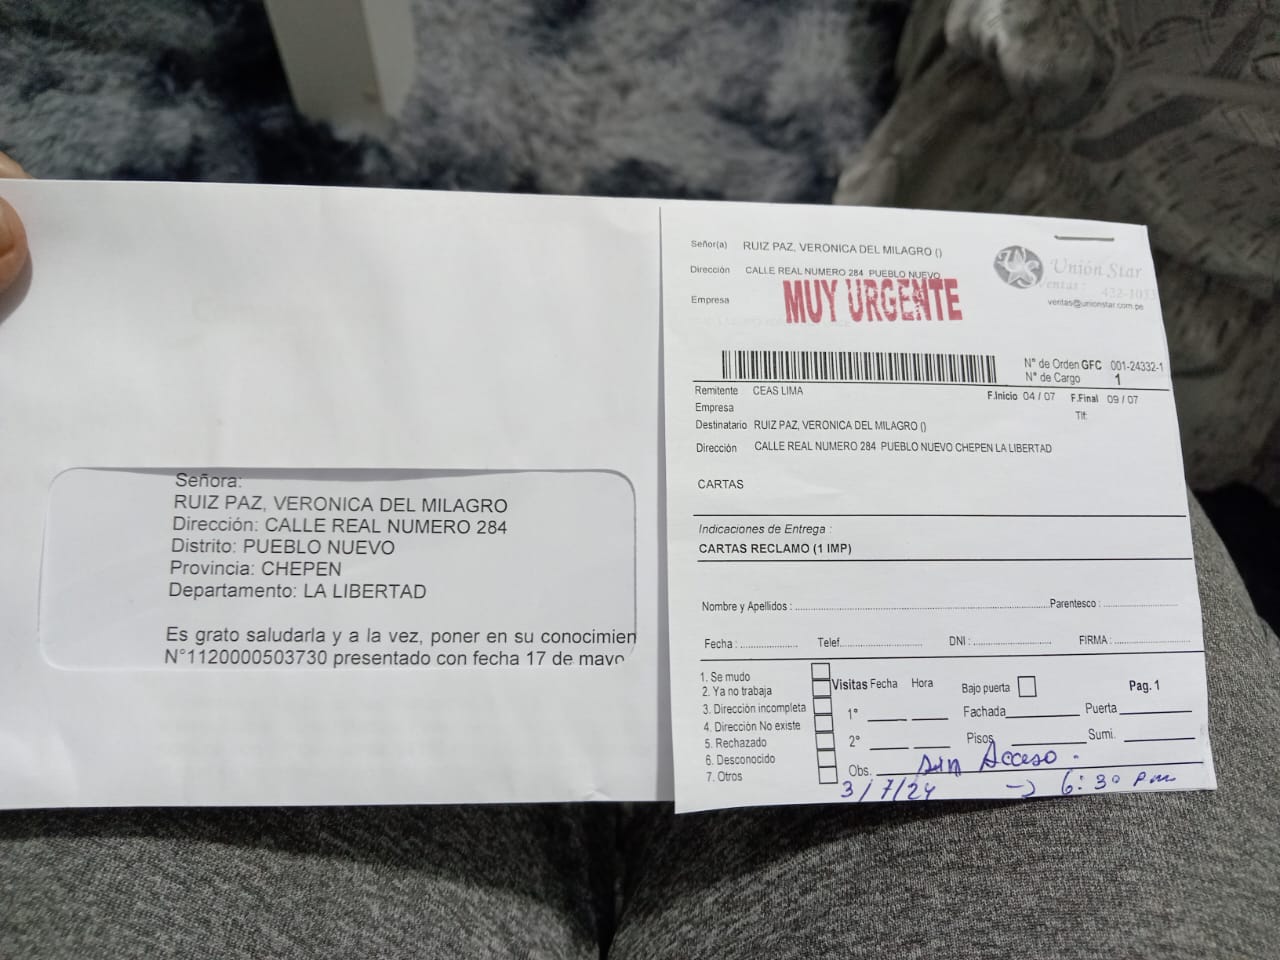 Señora:
RUIZ PAZ, VERONICA DEL MILAGRO
Dirección: CALLE REAL NUMERO 284
Distrito: PUEBLO NUEVO
Provincia: CHEPEN
Departamento: LA LIBERTAD
Es grato saludarla y a la vez, poner en su conocimien
N°1120000503730 presentado con fecha 17 de mayo
Señor(a) RUIZ PAZ, VERONICA DEL MILAGRO ()
Dirección CALLE REAL NUMERO 284 PUEBLO NUEVO
Empresa
MUY URGENTE
Unión Star
ventas:
ventas@unionstar.com.pe
N° de Orden GFC 001-24332-1
N° de Cargo 1
Remitente CEAS LIMA
F.Inicio 04 / 07 F.Final 09 / 07
Empresa
Tlf:
Destinatario RUIZ PAZ, VERONICA DEL MILAGRO ()
Dirección CALLE REAL NUMERO 284 PUEBLO NUEVO CHEPEN LA LIBERTAD
CARTAS
Indicaciones de Entrega :
CARTAS RECLAMO (1 IMP)
Nombre y Apellidos : Parentesco :
Fecha : Telef. DNI : FIRMA :
1. Se mudo
2. Ya no trabaja
3. Dirección incompleta
4. Dirección No existe
5. Rechazado
6. Desconocido
7. Otros
Visitas Fecha Hora Bajo puerta Pag. 1
1° Fachada Puerta
2° Pisos Sumi.
Obs. Sin Acceso.
3/7/24 → 6:30 pm